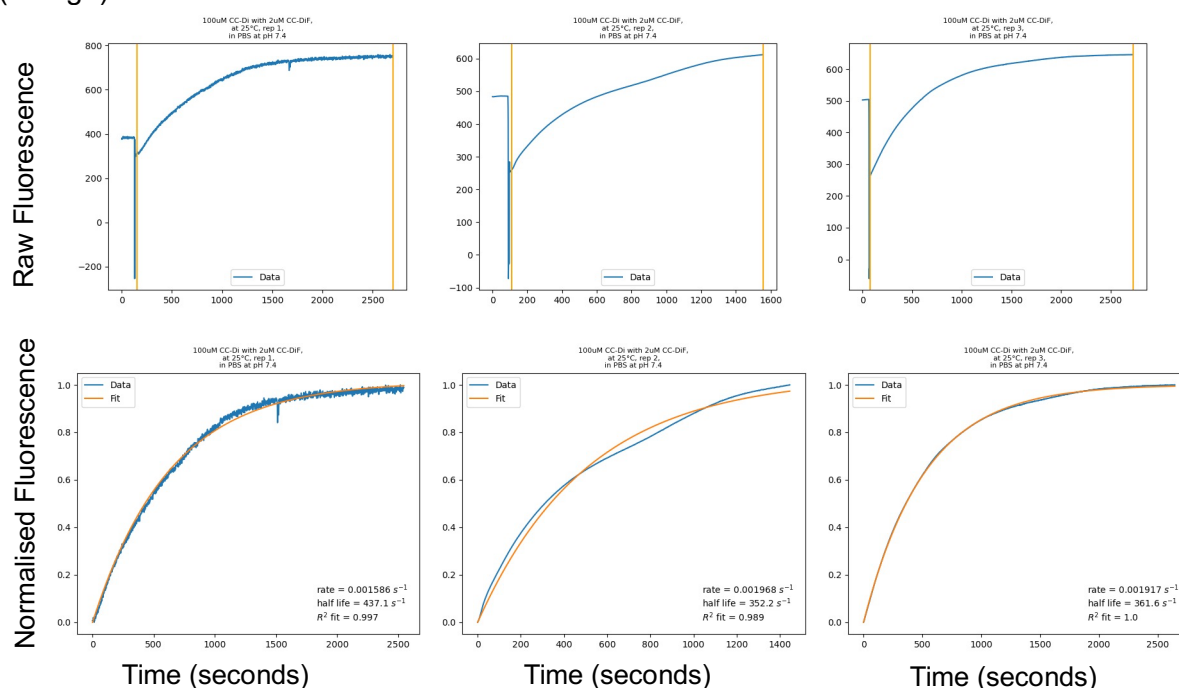 100uM CC-Di with 2uM CC-DiF,
at 25°C, rep 1,
in PBS at pH 7.4
100uM CC-Di with 2uM CC-DiF,
at 25°C, rep 2,
in PBS at pH 7.4
100uM CC-Di with 2uM CC-DiF,
at 25°C, rep 3,
in PBS at pH 7.4
Raw Fluorescence
800
600
400
200
0
−200
Data
0 500 1000 1500 2000 2500
600
500
400
300
200
100
0
−100
Data
0 200 400 600 800 1000 1200 1400 1600
600
500
400
300
200
100
0
Data
0 500 1000 1500 2000 2500
100uM CC-Di with 2uM CC-DiF,
at 25°C, rep 1,
in PBS at pH 7.4
100uM CC-Di with 2uM CC-DiF,
at 25°C, rep 2,
in PBS at pH 7.4
100uM CC-Di with 2uM CC-DiF,
at 25°C, rep 3,
in PBS at pH 7.4
Normalised Fluorescence
1.0
0.8
0.6
0.4
0.2
0.0
Data
Fit
rate = 0.001586 s⁻¹
half life = 437.1 s⁻¹
R² fit = 0.997
0 500 1000 1500 2000 2500
Time (seconds)
1.0
0.8
0.6
0.4
0.2
0.0
Data
Fit
rate = 0.001968 s⁻¹
half life = 352.2 s⁻¹
R² fit = 0.989
0 200 400 600 800 1000 1200 1400
Time (seconds)
1.0
0.8
0.6
0.4
0.2
0.0
Data
Fit
rate = 0.001917 s⁻¹
half life = 361.6 s⁻¹
R² fit = 1.0
0 500 1000 1500 2000 2500
Time (seconds)